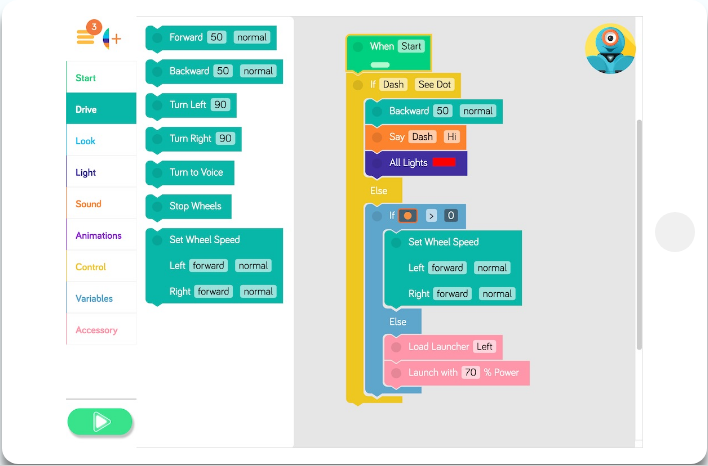 3
+
Start
Drive
Look
Light
Sound
Animations
Control
Variables
Accessory
Forward 50 normal
Backward 50 normal
Turn Left 90
Turn Right 90
Turn to Voice
Stop Wheels
Set Wheel Speed
Left forward normal
Right forward normal
When Start
If Dash See Dot
Backward 50 normal
Say Dash Hi
All Lights
Else
If > 0
Set Wheel Speed
Left forward normal
Right forward normal
Else
Load Launcher Left
Launch with 70 % Power